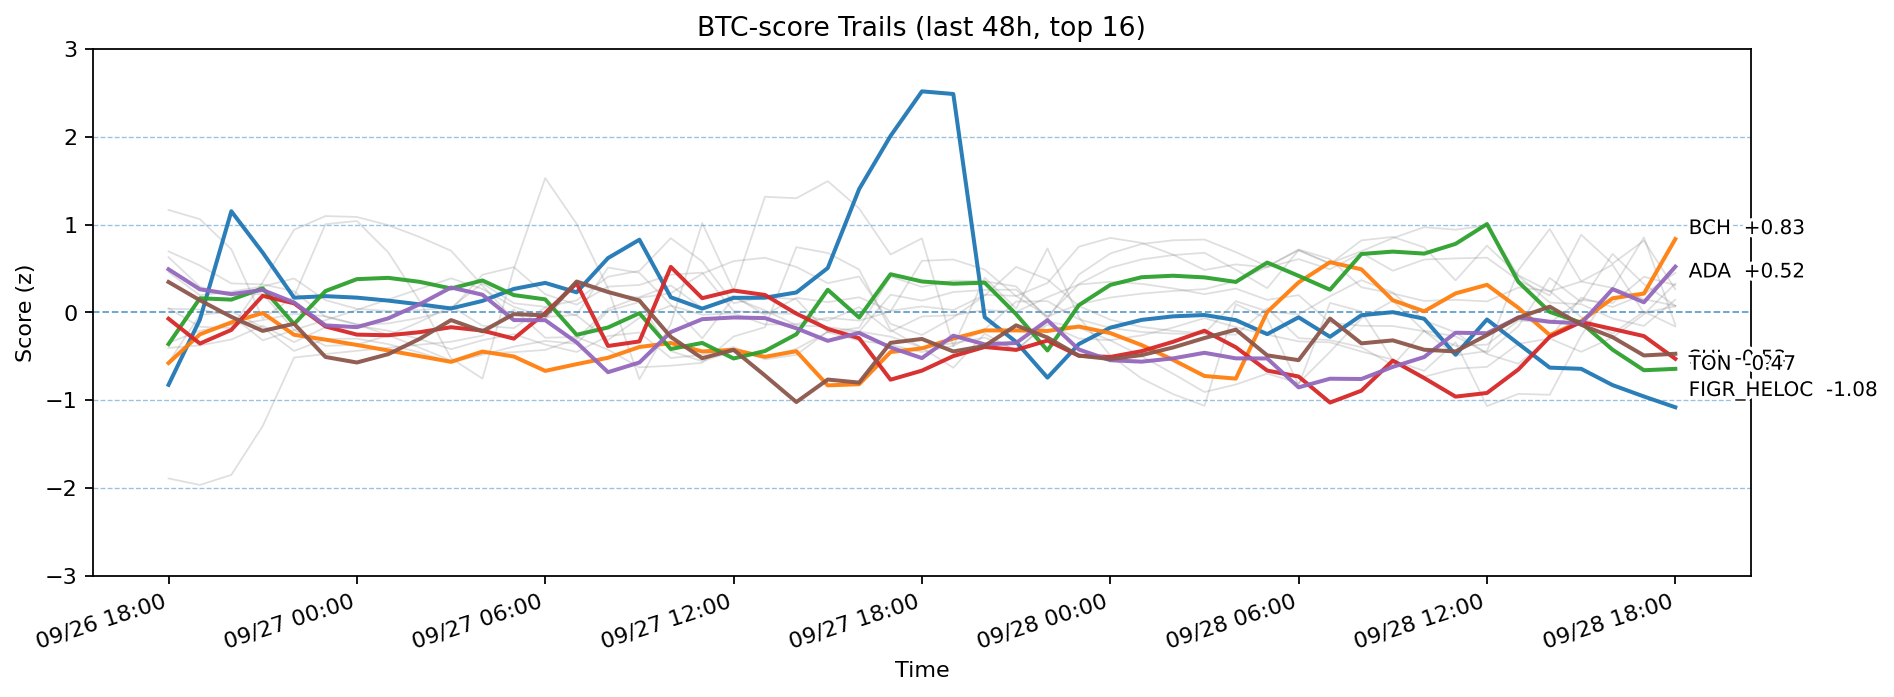 BTC-score Trails (last 48h, top 16)
Score (z)
3
2
1
0
−1
−2
−3
BCH +0.83
ADA +0.52
TON -0.47
FIGR_HELOC -1.08
09/26 18:00
09/27 00:00
09/27 06:00
09/27 12:00
09/27 18:00
09/28 00:00
09/28 06:00
09/28 12:00
09/28 18:00
Time